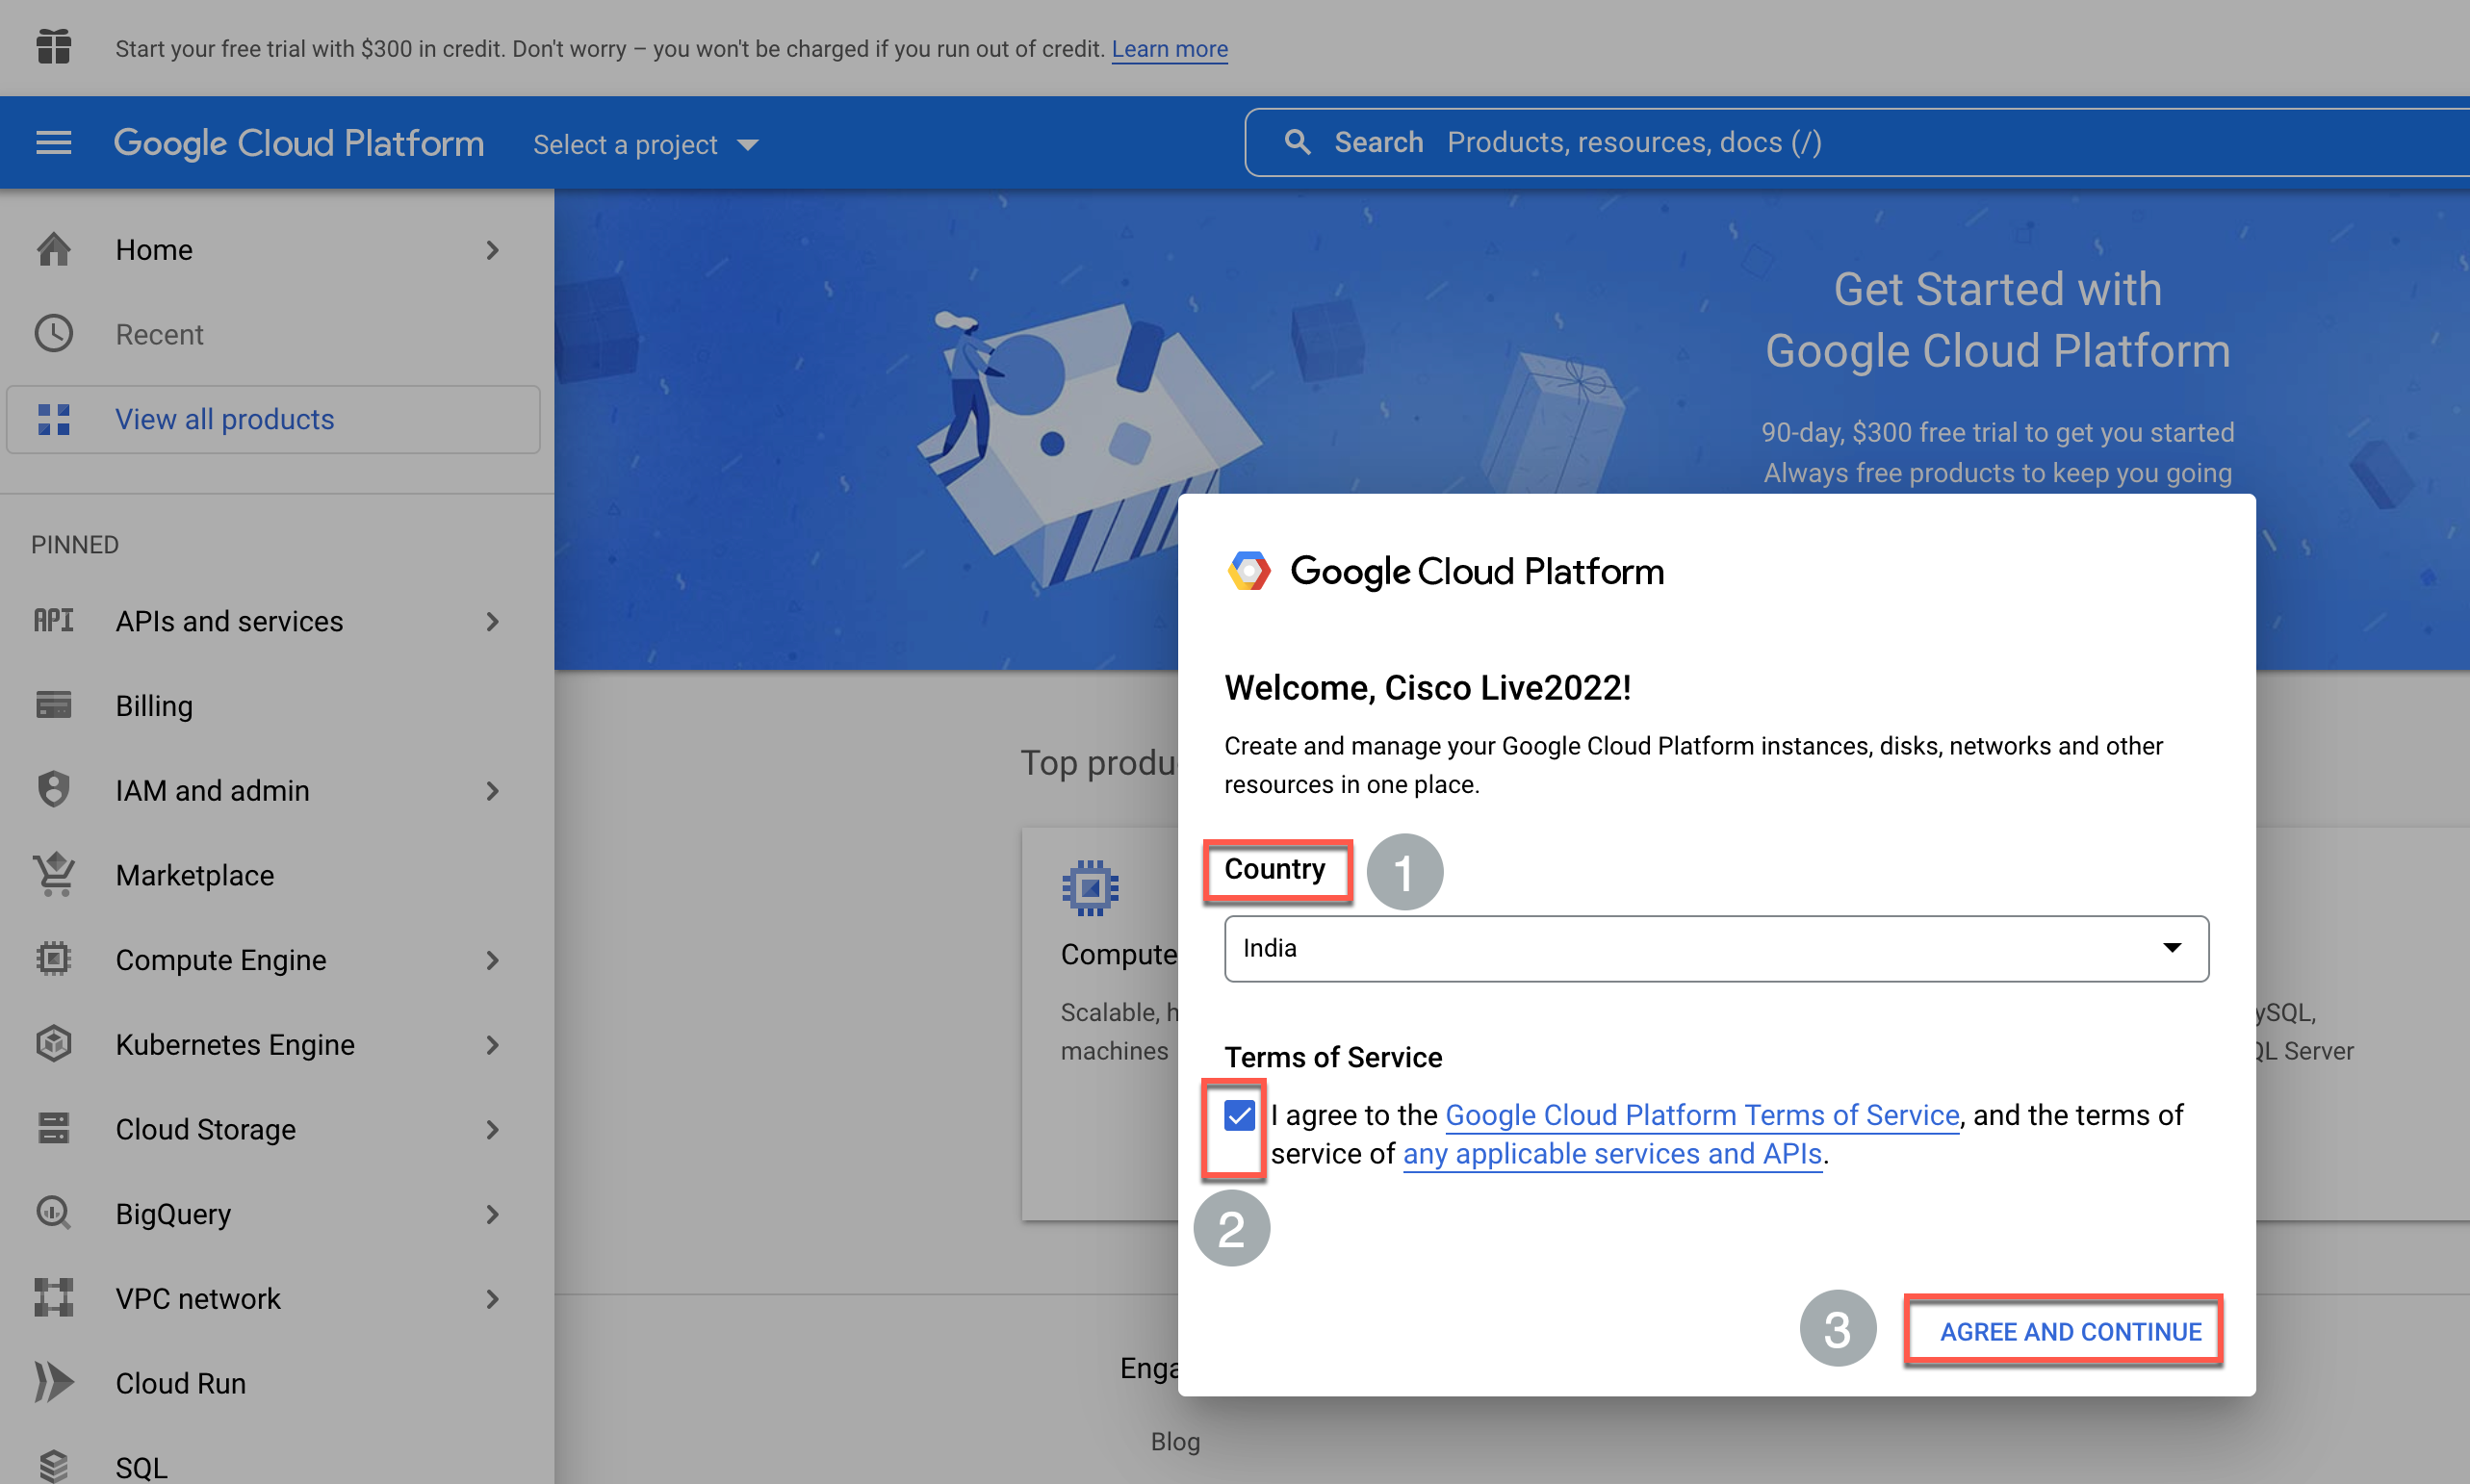 Start your free trial with $300 in credit. Don't worry – you won't be charged if you run out of credit. Learn more
Google Cloud Platform
Select a project
Search Products, resources, docs (/)
Home
Recent
View all products
PINNED
API APIs and services
Billing
IAM and admin
Marketplace
Compute Engine
Kubernetes Engine
Cloud Storage
BigQuery
VPC network
Cloud Run
SQL
Get Started with
Google Cloud Platform
90-day, $300 free trial to get you started
Always free products to keep you going
Top produ
Compute
Scalable, h
machines
ySQL,
QL Server
Enga
Blog
Google Cloud Platform
Welcome, Cisco Live2022!
Create and manage your Google Cloud Platform instances, disks, networks and other
resources in one place.
Country 1
India
Terms of Service
I agree to the Google Cloud Platform Terms of Service, and the terms of
service of any applicable services and APIs.
2
3 AGREE AND CONTINUE